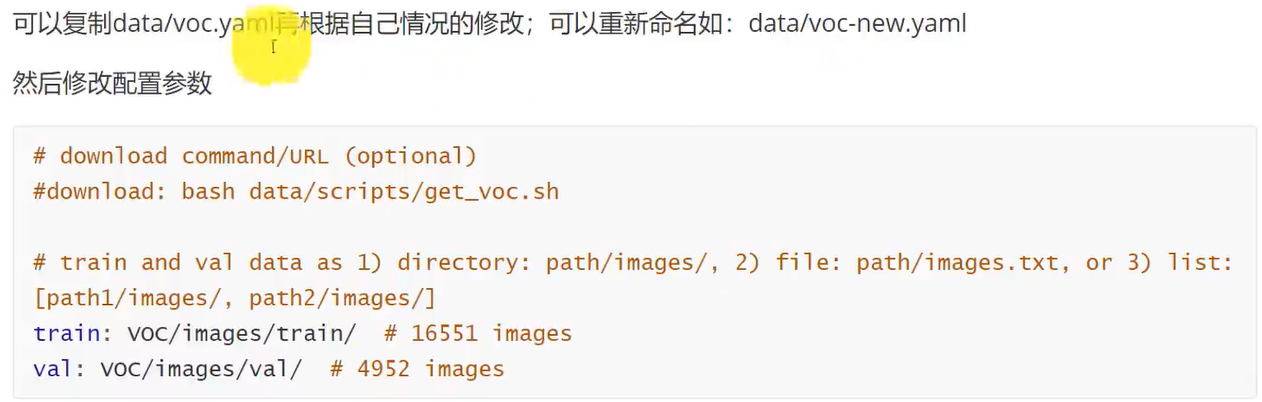 可以复制data/voc.yaml再根据自己情况的修改；可以重新命名如：data/voc-new.yaml
然后修改配置参数
# download command/URL (optional)
#download: bash data/scripts/get_voc.sh
# train and val data as 1) directory: path/images/, 2) file: path/images.txt, or 3) list:
[path1/images/, path2/images/]
train: VOC/images/train/  # 16551 images
val: VOC/images/val/  # 4952 images